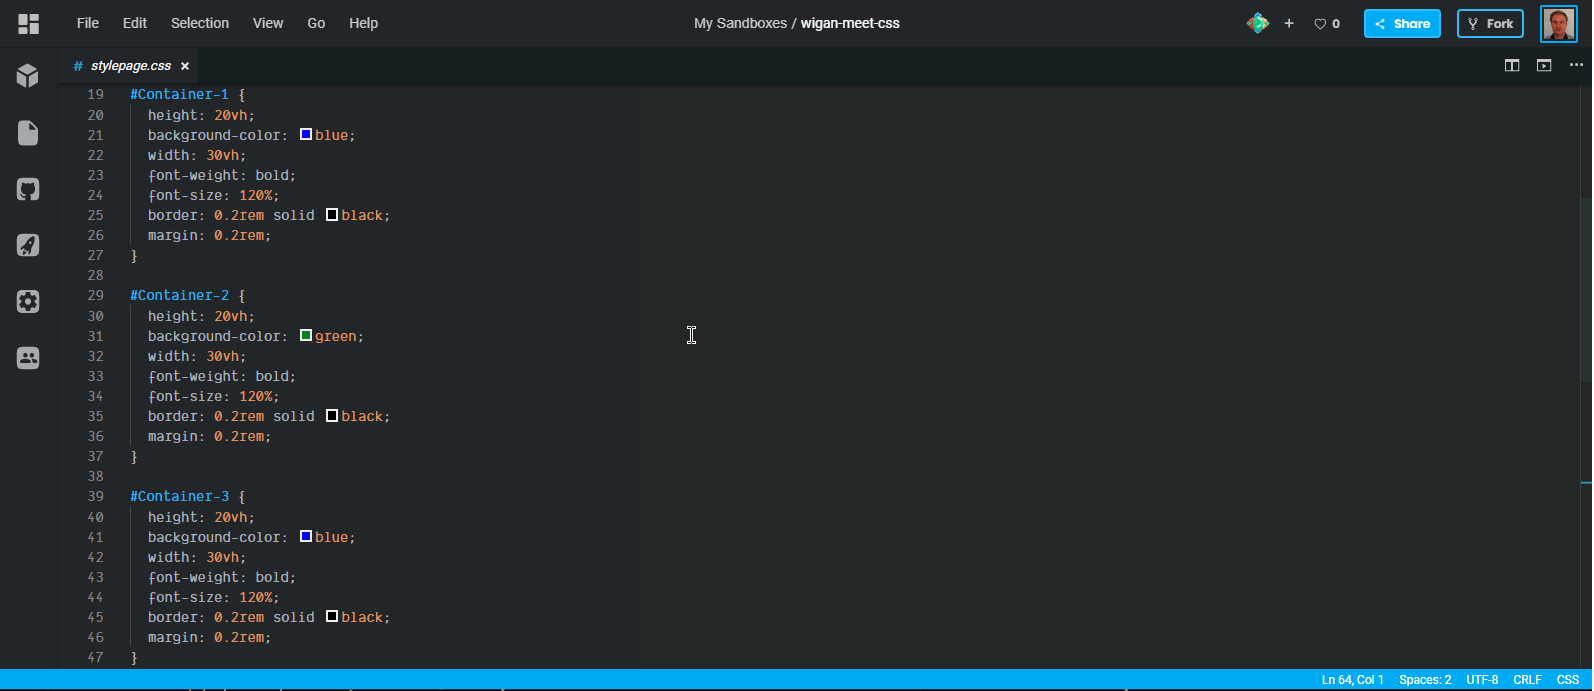 File Edit Selection View Go Help My Sandboxes / wigan-meet-css + 0 Share Fork
# stylepage.css ×
19 #Container-1 {
20 height: 20vh;
21 background-color: blue;
22 width: 30vh;
23 font-weight: bold;
24 font-size: 120%;
25 border: 0.2rem solid black;
26 margin: 0.2rem;
27 }
28
29 #Container-2 {
30 height: 20vh;
31 background-color: green;
32 width: 30vh;
33 font-weight: bold;
34 font-size: 120%;
35 border: 0.2rem solid black;
36 margin: 0.2rem;
37 }
38
39 #Container-3 {
40 height: 20vh;
41 background-color: blue;
42 width: 30vh;
43 font-weight: bold;
44 font-size: 120%;
45 border: 0.2rem solid black;
46 margin: 0.2rem;
47 }
Ln 64, Col 1 Spaces: 2 UTF-8 CRLF CSS